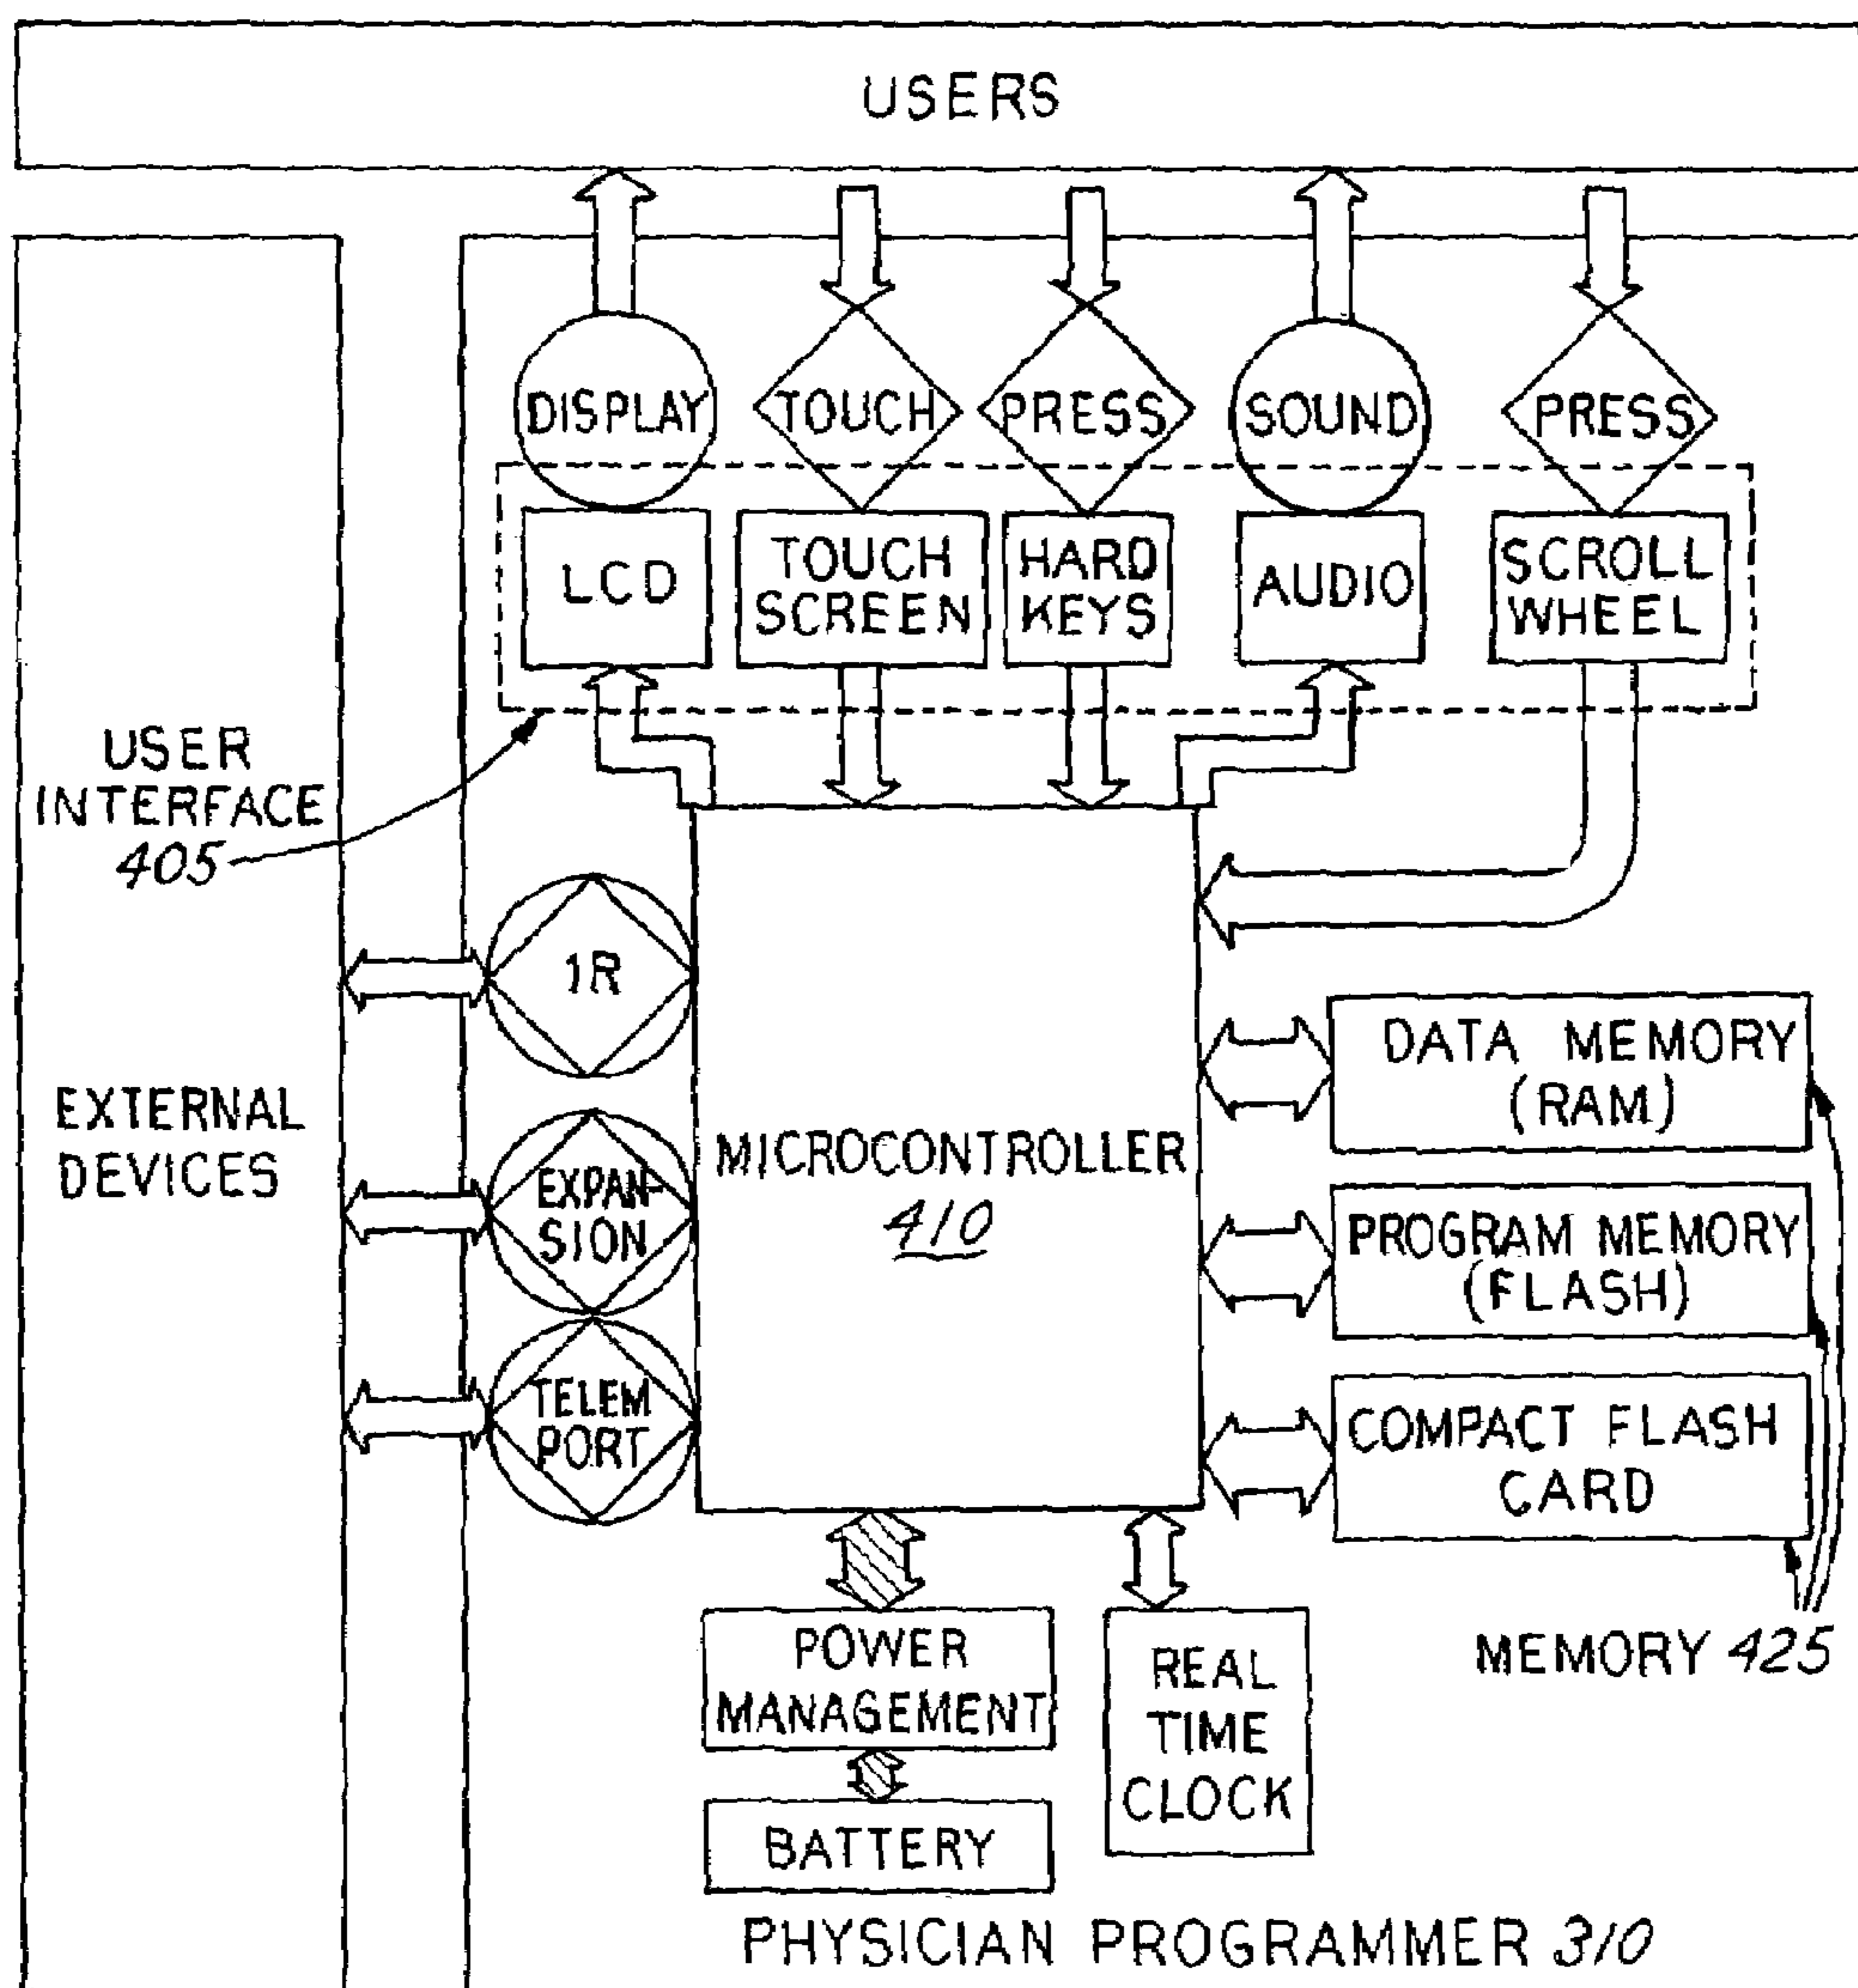 USERS
DISPLAY
TOUCH
PRESS
SOUND
PRESS
LCD
TOUCH
SCREEN
HARD
KEYS
AUDIO
SCROLL
WHEEL
USER
INTERFACE
405
1R
EXTERNAL
DEVICES
EXPAN-
SION
TELEM
PORT
MICROCONTROLLER
410
DATA MEMORY
(RAM)
PROGRAM MEMORY
(FLASH)
COMPACT FLASH
CARD
MEMORY 425
POWER
MANAGEMENT
REAL
TIME
CLOCK
BATTERY
PHYSICIAN PROGRAMMER 310